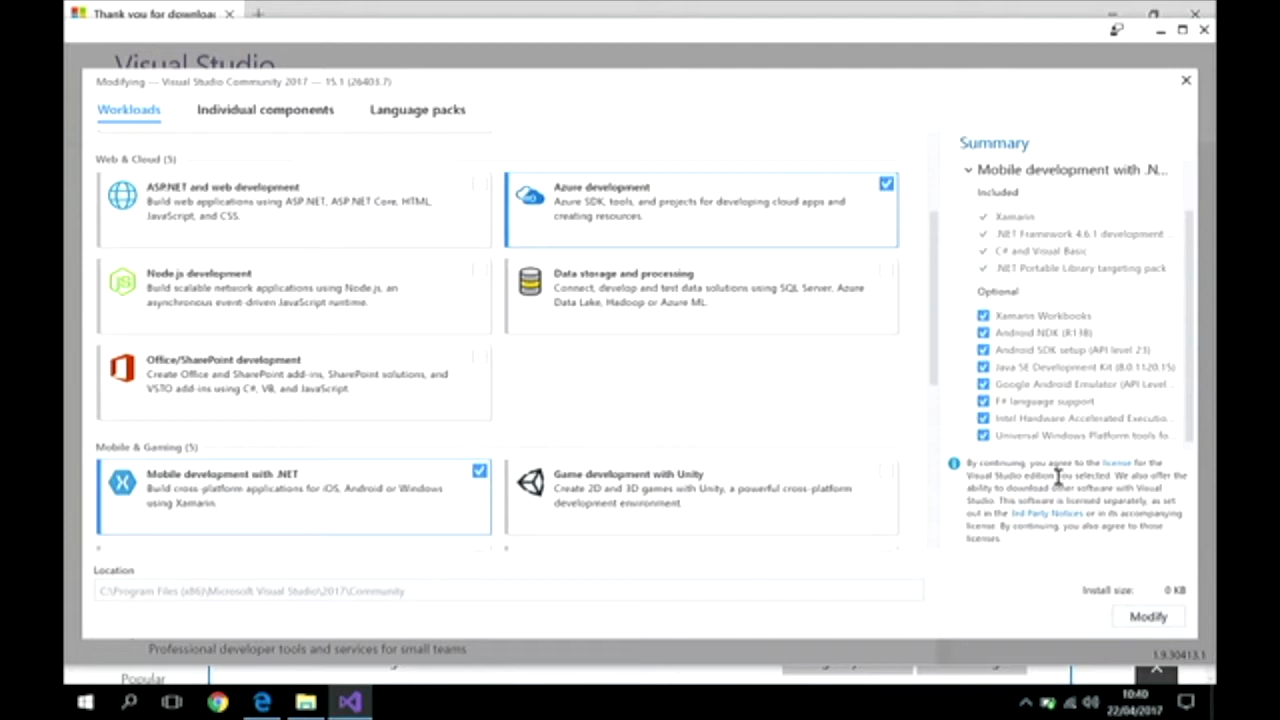 Thank you for downloa
Visual Studio
Modifying — Visual Studio Community 2017 — 15.1 (26403.7)
Workloads
Individual components
Language packs
Web & Cloud (5)
ASP.NET and web development
Build web applications using ASP.NET, ASP.NET Core, HTML,
JavaScript, and CSS.
Azure development
Azure SDK, tools, and projects for developing cloud apps and
creating resources.
Node.js development
Build scalable network applications using Node.js, an
asynchronous event-driven JavaScript runtime.
Data storage and processing
Connect, develop and test data solutions using SQL Server, Azure
Data Lake, Hadoop or Azure ML.
Office/SharePoint development
Create Office and SharePoint add-ins, SharePoint solutions, and
VSTO add-ins using C#, VB, and JavaScript.
Mobile & Gaming (5)
Mobile development with .NET
Build cross-platform applications for iOS, Android or Windows
using Xamarin.
Game development with Unity
Create 2D and 3D games with Unity, a powerful cross-platform
development environment.
Summary
Mobile development with .N...
Included
Xamarin
.NET Framework 4.6.1 development ...
C# and Visual Basic
.NET Portable Library targeting pack
Optional
Xamarin Workbooks
Android NDK (R13B)
Android SDK setup (API level 23)
Java SE Development Kit (8.0.1120.15)
Google Android Emulator (API Level ...
F# language support
Intel Hardware Accelerated Executio...
Universal Windows Platform tools fo...
By continuing, you agree to the license for the
Visual Studio edition you selected. We also offer the
ability to download other software with Visual
Studio. This software is licensed separately, as set
out in the 3rd Party Notices or in its accompanying
license. By continuing, you also agree to those
licenses.
Location
C:\Program Files (x86)\Microsoft Visual Studio\2017\Community
Install size: 0 KB
Modify
Professional developer tools and services for small teams
1.9.30413.1
Popular
10:40
22/04/2017